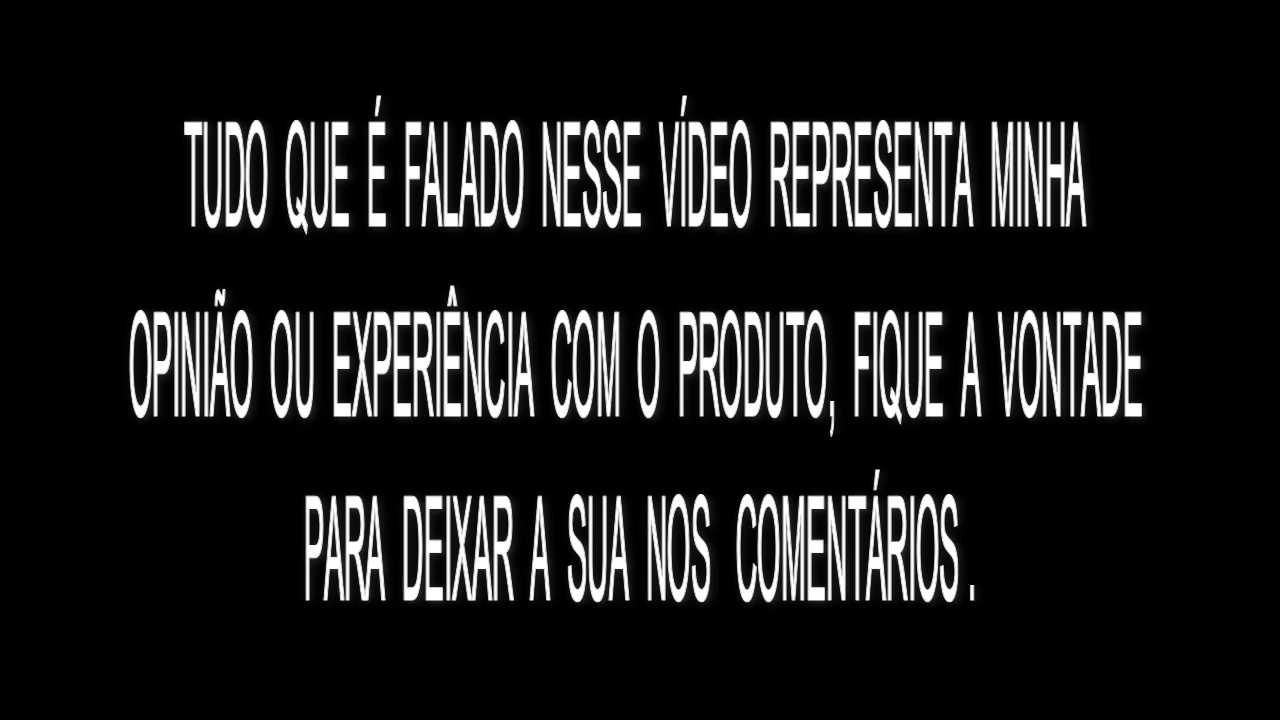 TUDO QUE É FALADO NESSE VÍDEO REPRESENTA MINHA
OPINIÃO OU EXPERIÊNCIA COM O PRODUTO, FIQUE A VONTADE
PARA DEIXAR A SUA NOS COMENTÁRIOS.